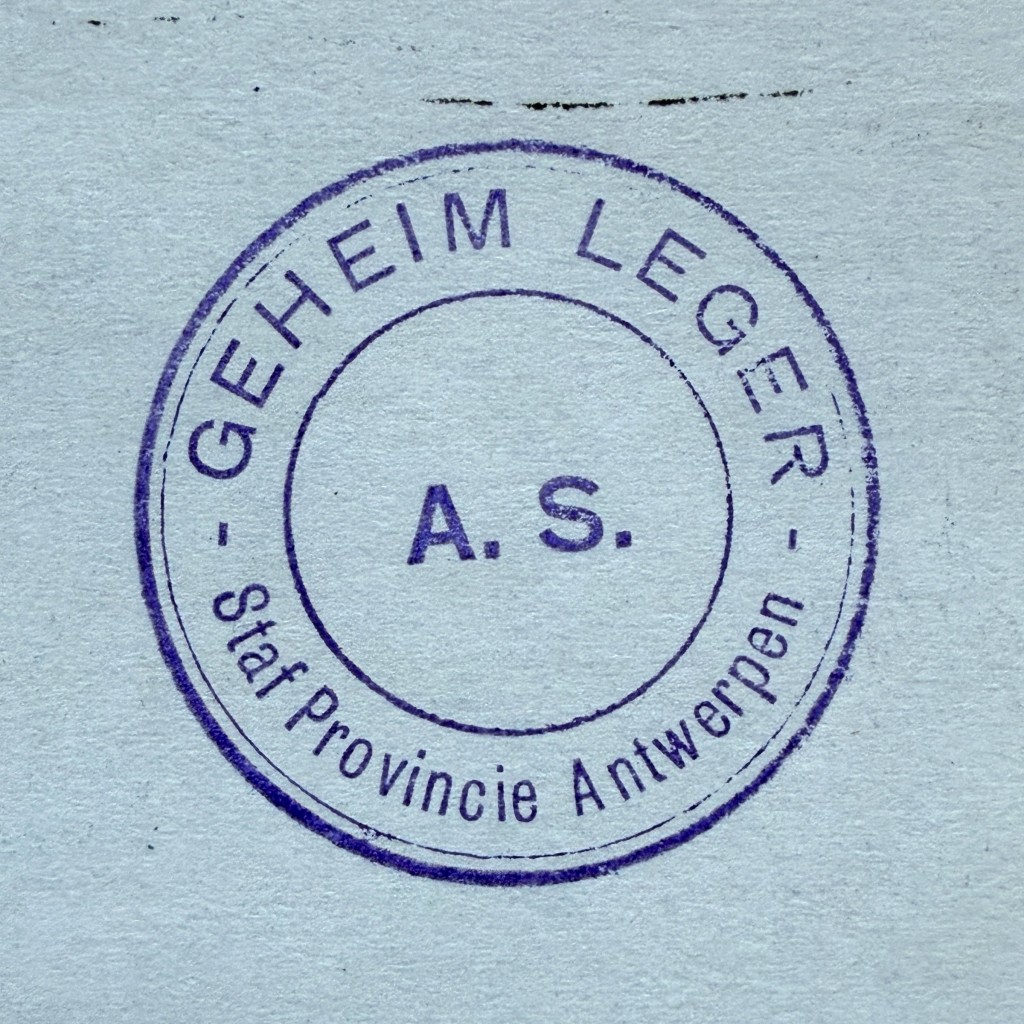 - GEHEIM LEGER -
A. S.
Staf Provincie Antwerpen